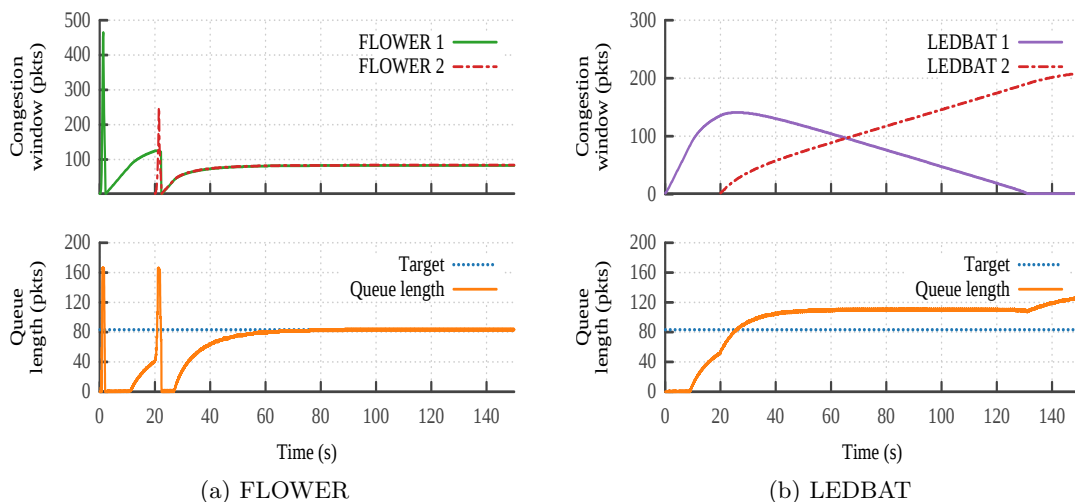 500
400
300
200
100
Congestion
window (pkts)
FLOWER 1
FLOWER 2
200
160
120
80
40
0
Queue
length (pkts)
Target
Queue length
0 20 40 60 80 100 120 140
Time (s)
(a) FLOWER
300
200
100
0
Congestion
window (pkts)
LEDBAT 1
LEDBAT 2
200
160
120
80
40
0
Queue
length (pkts)
Target
Queue length
0 20 40 60 80 100 120 140
Time (s)
(b) LEDBAT